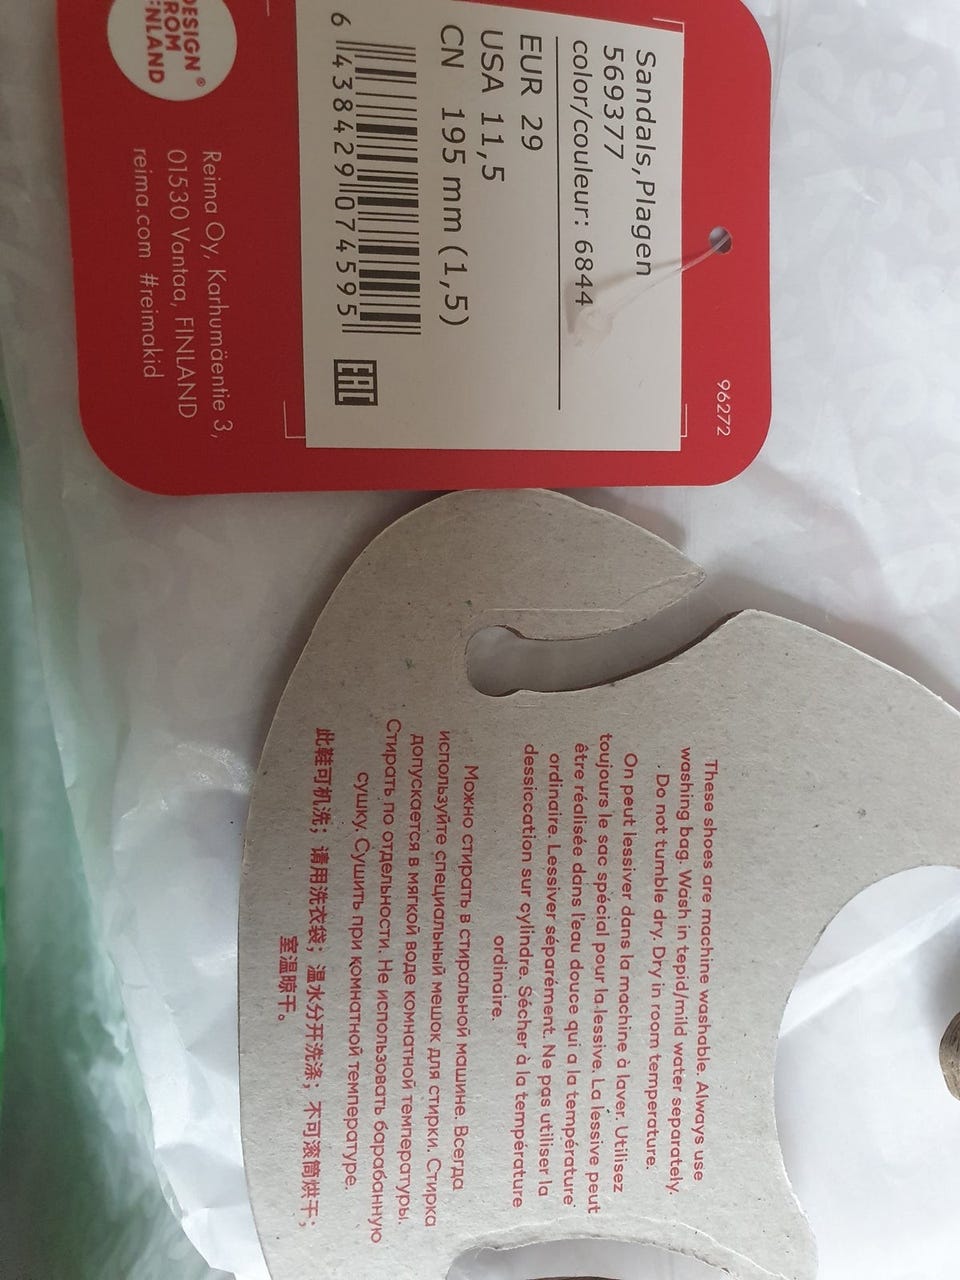 96272
Sandals, Plagen
569377
color/couleur: 6844
EUR 29
USA 11,5
CN 195 mm (1,5)
6 438429 074595
EAC
DESIGN ®
FROM
FINLAND
Reima Oy, Karhumäentie 3,
01530 Vantaa, FINLAND
reima.com #reimakid
These shoes are machine washable. Always use
washing bag. Wash in tepid/mild water separately.
. Do not tumble dry. Dry in room temperature.
On peut lessiver dans la machine à laver. Utilisez
toujours le sac spécial pour la lessive. La lessive peut
être réalisée dans l'eau douce qui a la température
ordinaire. Lessiver séparément. Ne pas utiliser la
dessiccation sur cylindre. Sécher à la température
ordinaire.
Можно стирать в стиральной машине. Всегда
используйте специальный мешок для стирки. Стирка
допускается в мягкой воде комнатной температуры.
Стирать по отдельности. Не использовать барабанную
сушку. Сушить при комнатной температуре.
此鞋可机洗；请用洗衣袋；温水分开洗涤；不可滚筒烘干；
室温晾干。